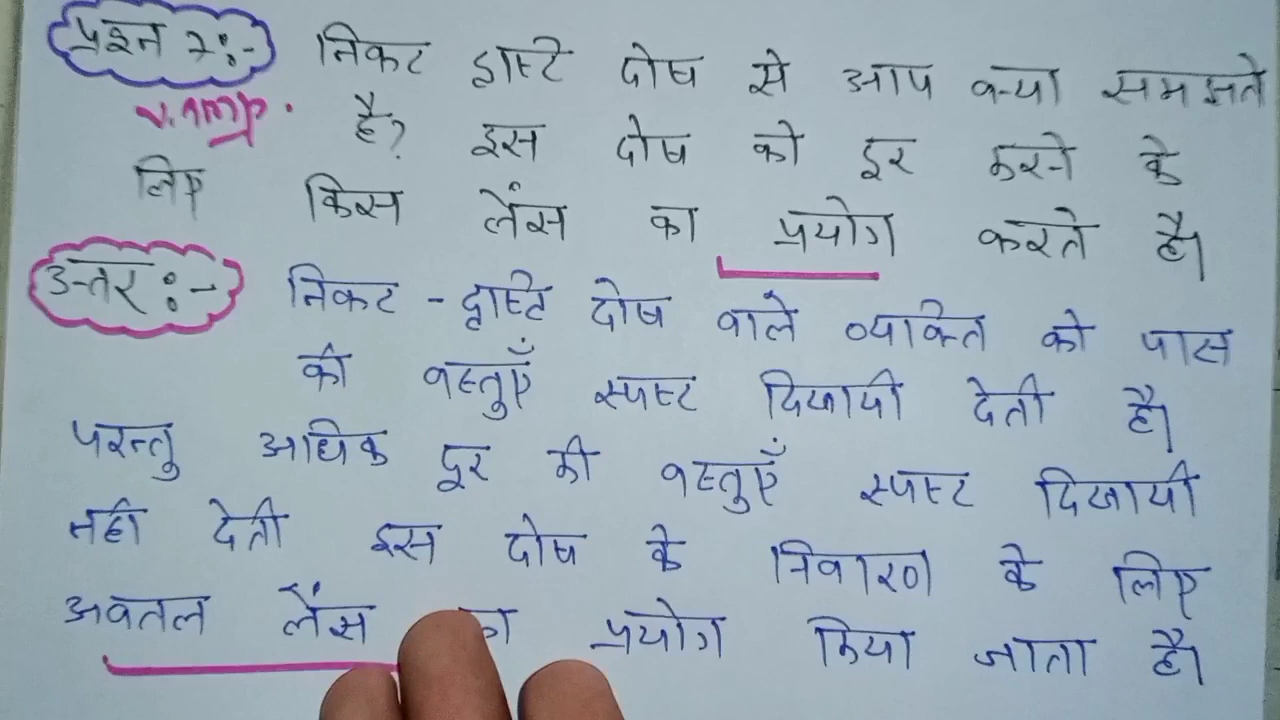 प्रश्न 2:- निकट दृष्टि दोष से आप क्या समझते
v.imp. है? इस दोष को दूर करने के
लिए किस लेंस का प्रयोग करते है।
उत्तर:- निकट - दृष्टि दोष वाले व्यक्ति को पास
की वस्तुएँ स्पष्ट दिखायी देती है।
परन्तु अधिक दूर की वस्तुएँ स्पष्ट दिखायी
नही देती इस दोष के निवारण के लिए
अवतल लेंस का प्रयोग किया जाता है।